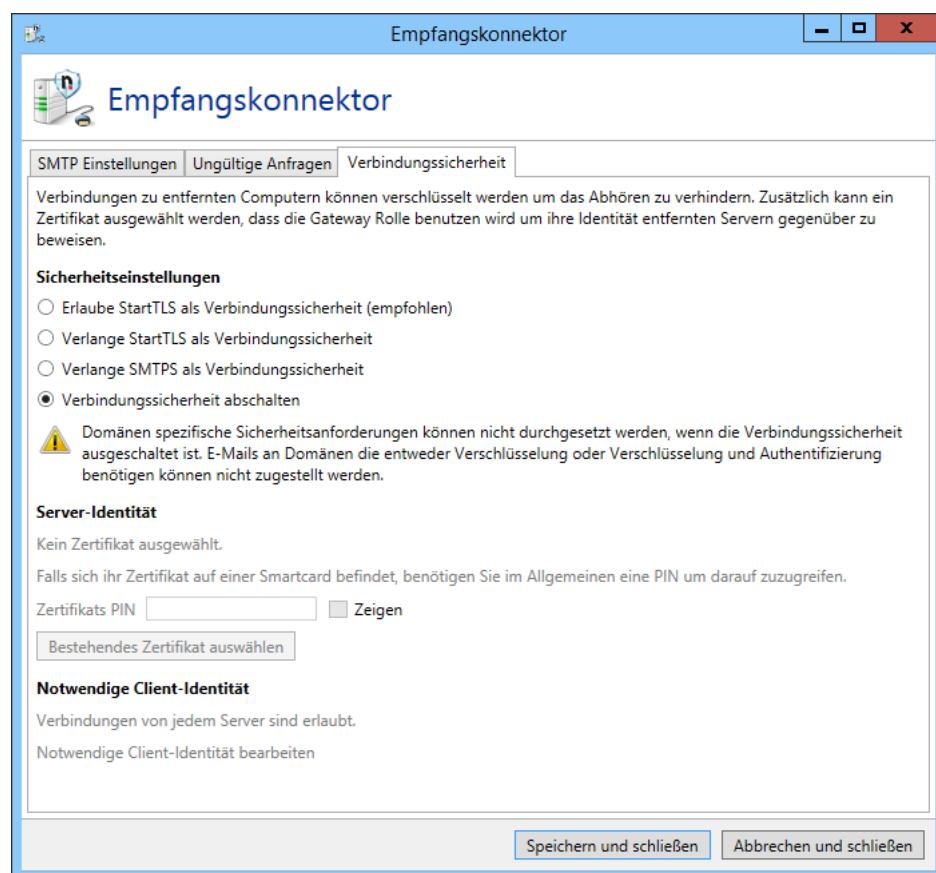 Empfangskonnektor
Empfangskonnektor
SMTP Einstellungen Ungültige Anfragen Verbindungssicherheit
Verbindungen zu entfernten Computern können verschlüsselt werden um das Abhören zu verhindern. Zusätzlich kann ein
Zertifikat ausgewählt werden, dass die Gateway Rolle benutzen wird um ihre Identität entfernten Servern gegenüber zu
beweisen.
Sicherheitseinstellungen
Erlaube StartTLS als Verbindungssicherheit (empfohlen)
Verlange StartTLS als Verbindungssicherheit
Verlange SMTPS als Verbindungssicherheit
Verbindungssicherheit abschalten
Domänen spezifische Sicherheitsanforderungen können nicht durchgesetzt werden, wenn die Verbindungssicherheit
ausgeschaltet ist. E-Mails an Domänen die entweder Verschlüsselung oder Verschlüsselung und Authentifizierung
benötigen können nicht zugestellt werden.
Server-Identität
Kein Zertifikat ausgewählt.
Falls sich ihr Zertifikat auf einer Smartcard befindet, benötigen Sie im Allgemeinen eine PIN um darauf zuzugreifen.
Zertifikats PIN Zeigen
Bestehendes Zertifikat auswählen
Notwendige Client-Identität
Verbindungen von jedem Server sind erlaubt.
Notwendige Client-Identität bearbeiten
Speichern und schließen Abbrechen und schließen